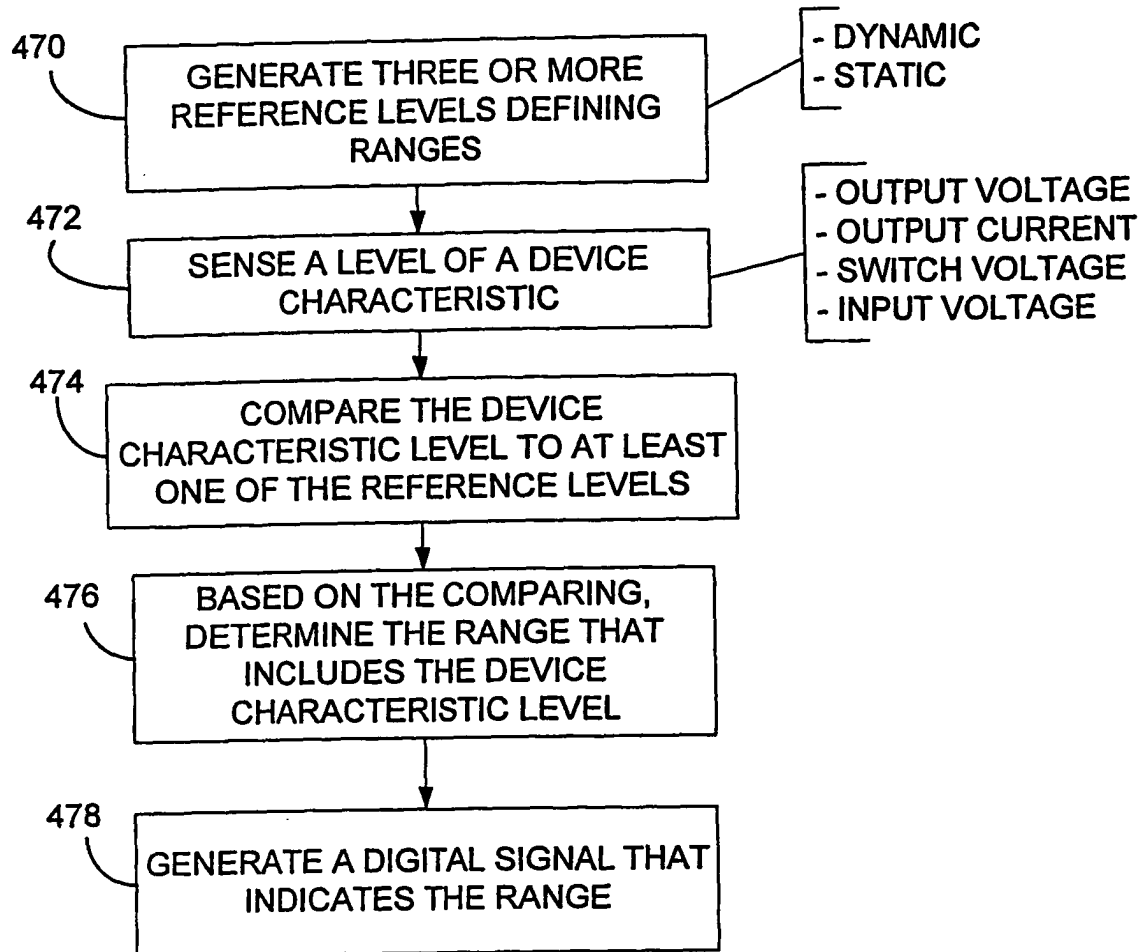 470
GENERATE THREE OR MORE
REFERENCE LEVELS DEFINING
RANGES
- DYNAMIC
- STATIC
472
SENSE A LEVEL OF A DEVICE
CHARACTERISTIC
- OUTPUT VOLTAGE
- OUTPUT CURRENT
- SWITCH VOLTAGE
- INPUT VOLTAGE
474
COMPARE THE DEVICE
CHARACTERISTIC LEVEL TO AT LEAST
ONE OF THE REFERENCE LEVELS
476
BASED ON THE COMPARING,
DETERMINE THE RANGE THAT
INCLUDES THE DEVICE
CHARACTERISTIC LEVEL
478
GENERATE A DIGITAL SIGNAL THAT
INDICATES THE RANGE